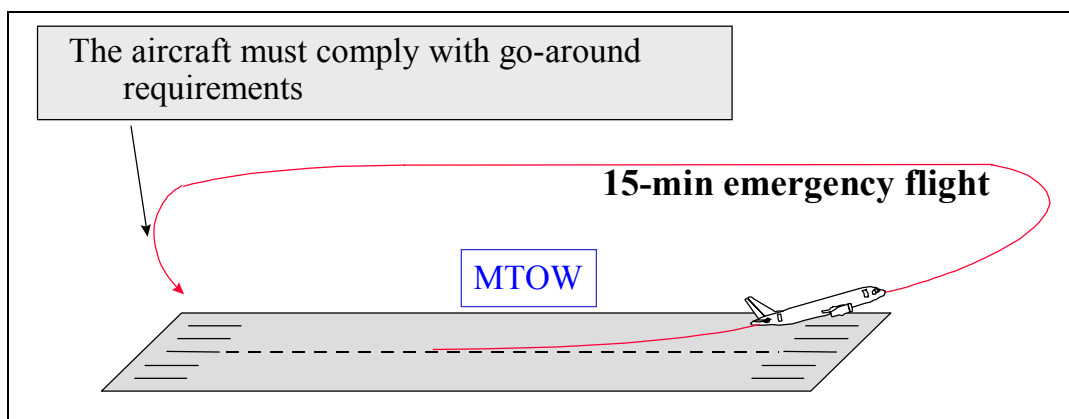 The aircraft must comply with go-around
requirements
15-min emergency flight
MTOW